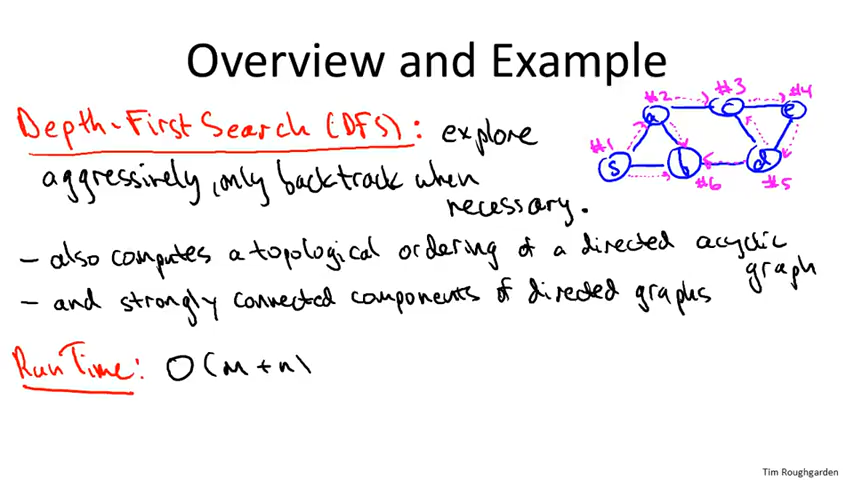 Overview and Example
Depth-First Search (DFS): explore
aggressively, only backtrack when
necessary.
- also computes a topological ordering of a directed acyclic
graph
- and strongly connected components of directed graphs
Run Time: O(m+n)
#1
#2
#3
#4
#5
#6
s
a
b
c
d
e
Tim Roughgarden